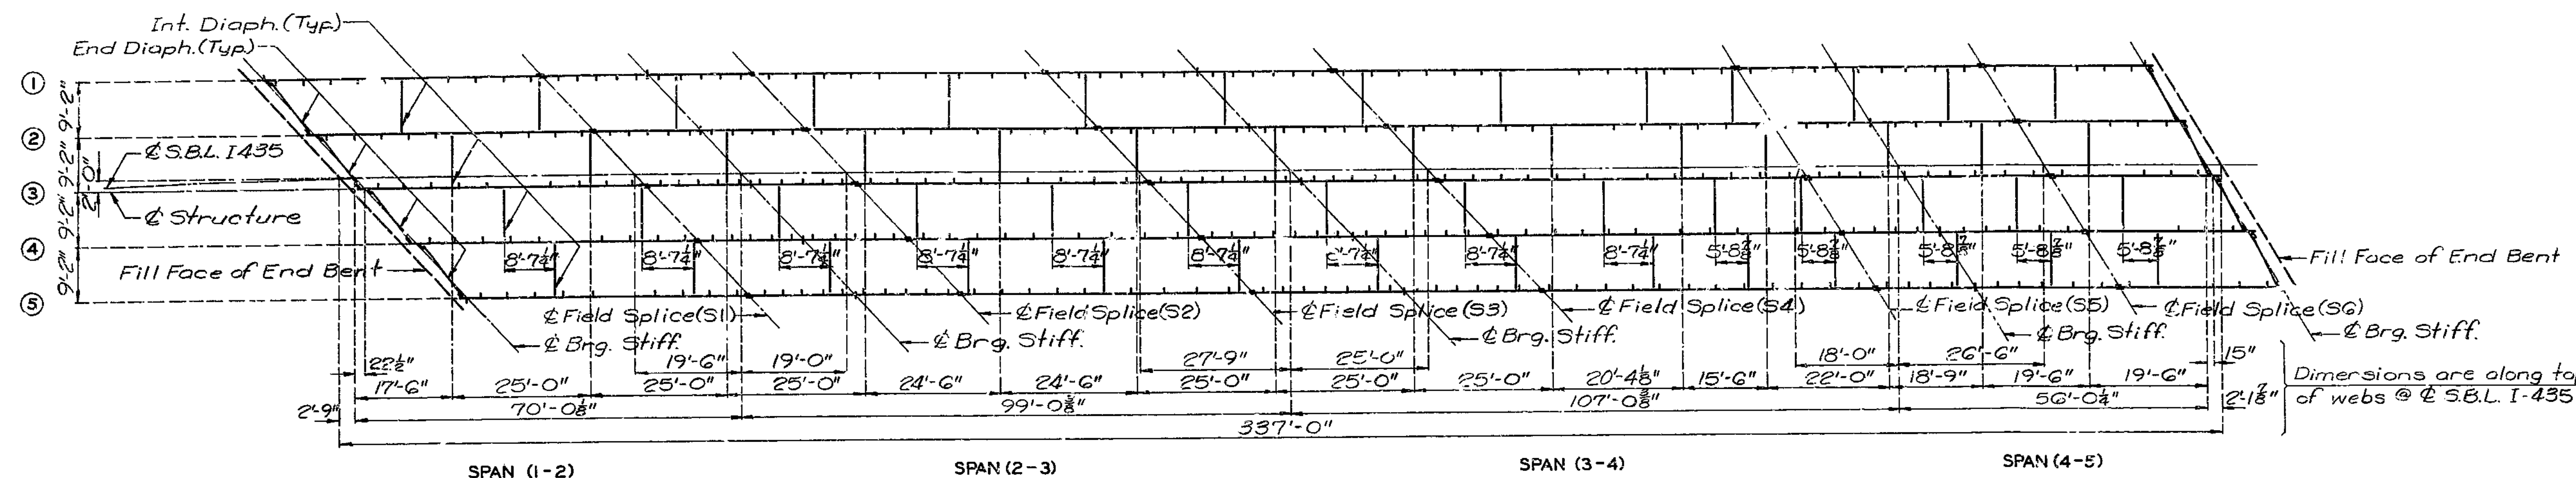 Int. Diaph. (Typ.)
End Diaph. (Typ.)
①
9'-2"
②
9'-2"
2'-0"
℄ S.B.L. I-435
③
℄ Structure
9'-2"
④
9'-2"
⑤
Fill Face of End Bent
8'-7¼" 8'-7¼" 8'-7¼" 8'-7¼" 8'-7¼" 8'-7¼" 8'-7¼" 8'-7¼" 8'-7¼" 5'-8⅞" 5'-8⅞" 5'-8⅞" 5'-8⅞" 5'-8⅞"
Fill Face of End Bent
℄ Field Splice (S1)
℄ Field Splice (S2)
℄ Field Splice (S3)
℄ Field Splice (S4)
℄ Field Splice (S5)
℄ Field Splice (S6)
℄ Brg. Stiff.
℄ Brg. Stiff.
℄ Brg. Stiff.
℄ Brg. Stiff.
℄ Brg. Stiff.
22½" 19'-6" 19'-0" 27'-9" 25'-0" 18'-0" 26'-6" 15"
17'-6" 25'-0" 25'-0" 25'-0" 24'-6" 24'-6" 25'-0" 25'-0" 25'-0" 20'-4⅛" 15'-6" 22'-0" 18'-9" 19'-6" 19'-6"
2'-9" 70'-0⅛" 99'-0⅜" 107'-0⅜" 56'-0¼" 2'-1⅞"
Dimensions are along to
of webs @ ℄ S.B.L. I-435
337'-0"
SPAN (1-2) SPAN (2-3) SPAN (3-4) SPAN (4-5)